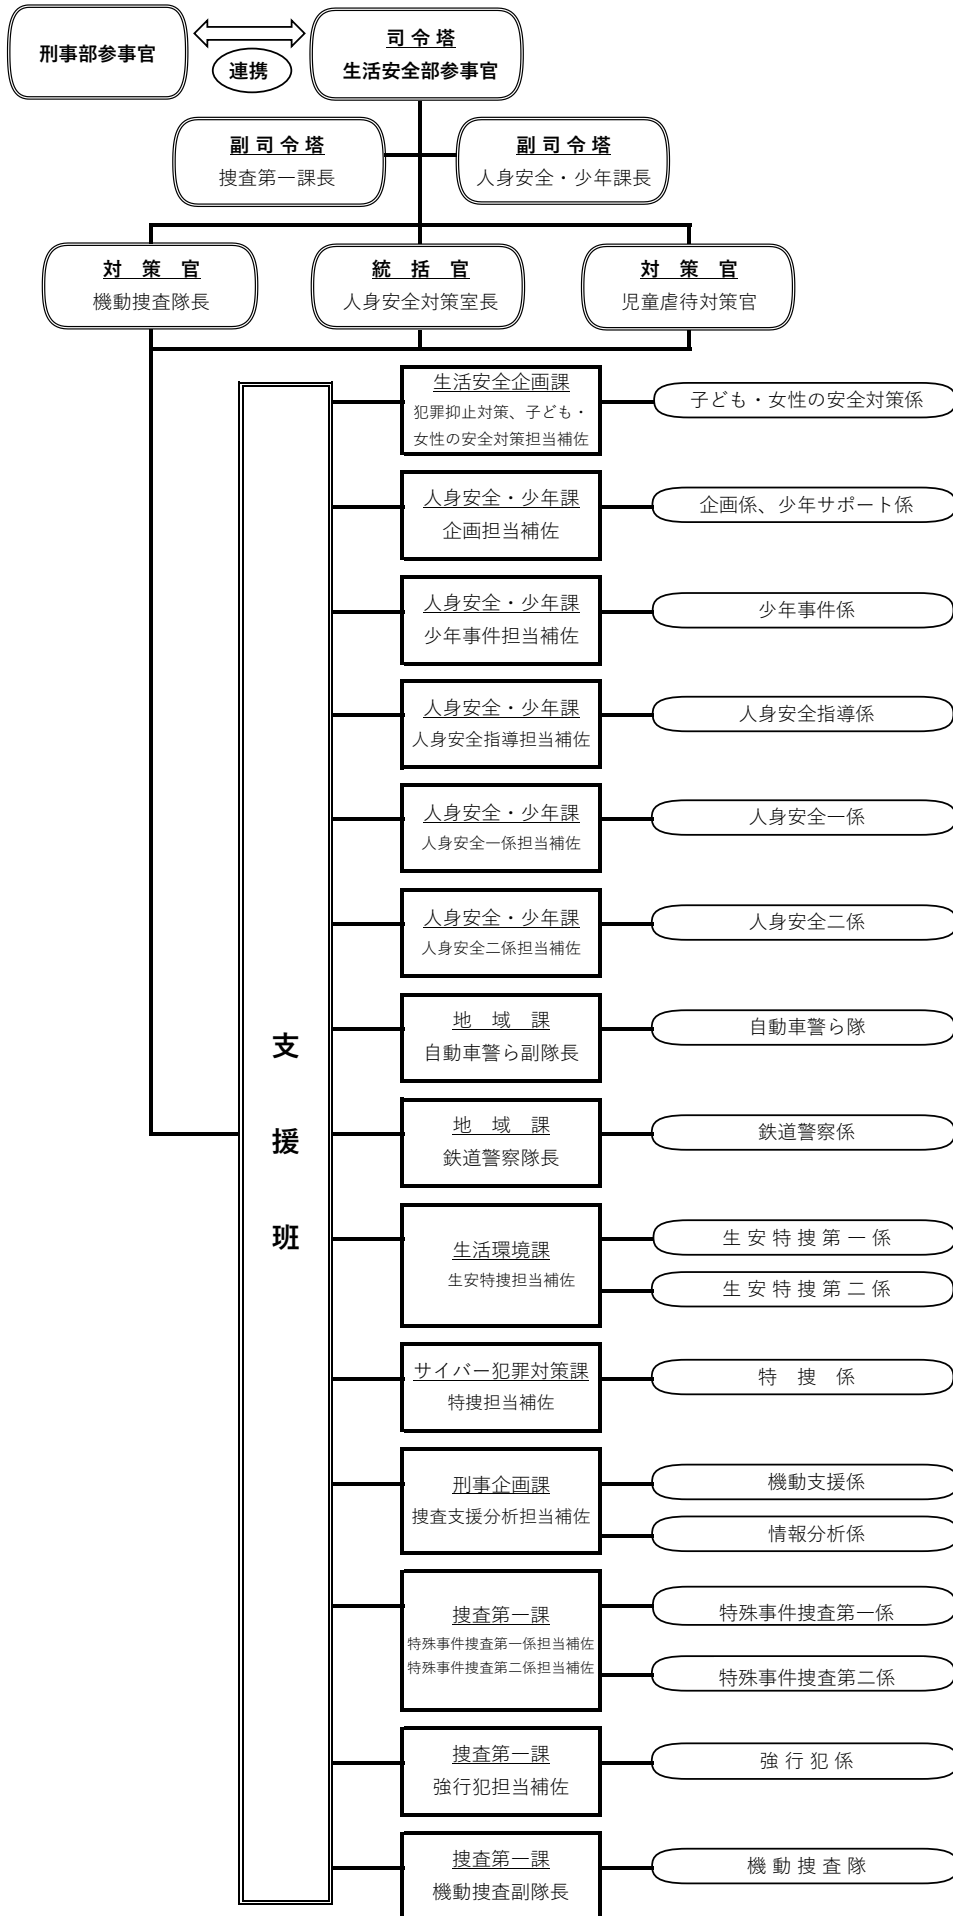 刑事部参事官
連携
司令塔
生活安全部参事官
副司令塔
捜査第一課長
副司令塔
人身安全・少年課長
対　策　官
機動捜査隊長
統　括　官
人身安全対策室長
対　策　官
児童虐待対策官
支
援
班
生活安全企画課
犯罪抑止対策、子ども・
女性の安全対策担当補佐
子ども・女性の安全対策係
人身安全・少年課
企画担当補佐
企画係、少年サポート係
人身安全・少年課
少年事件担当補佐
少年事件係
人身安全・少年課
人身安全指導担当補佐
人身安全指導係
人身安全・少年課
人身安全一係担当補佐
人身安全一係
人身安全・少年課
人身安全二係担当補佐
人身安全二係
地　域　課
自動車警ら副隊長
自動車警ら隊
地　域　課
鉄道警察隊長
鉄道警察係
生活環境課
生安特捜担当補佐
生安特捜第一係
生安特捜第二係
サイバー犯罪対策課
特捜担当補佐
特　捜　係
刑事企画課
捜査支援分析担当補佐
機動支援係
情報分析係
捜査第一課
特殊事件捜査第一係担当補佐
特殊事件捜査第二係担当補佐
特殊事件捜査第一係
特殊事件捜査第二係
捜査第一課
強行犯担当補佐
強行犯係
捜査第一課
機動捜査副隊長
機動捜査隊